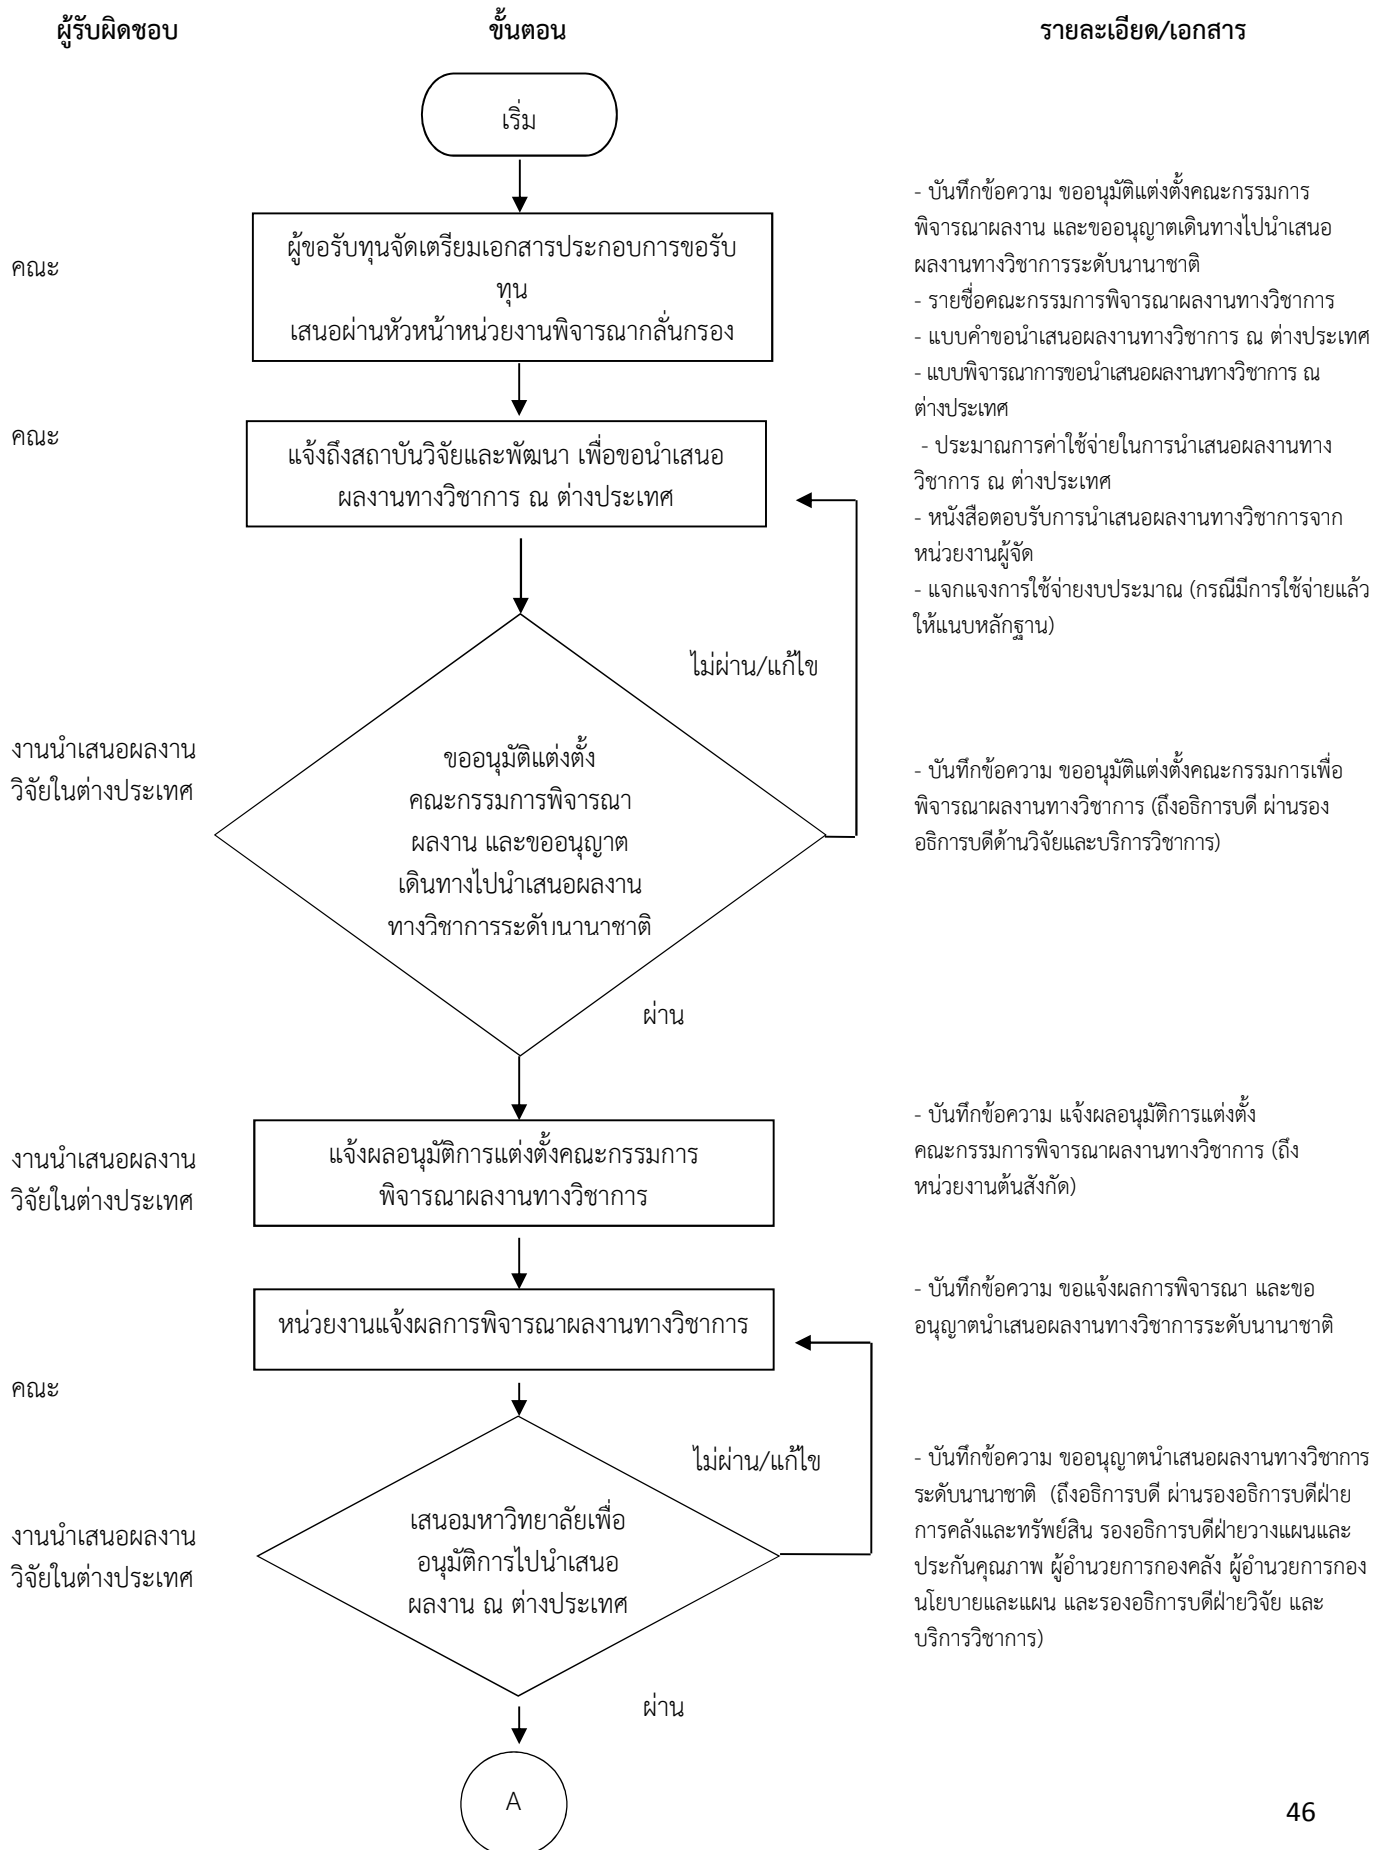 ผู้รับผิดชอบ
ขั้นตอน
รายละเอียด/เอกสาร
เริ่ม
คณะ
ผู้ขอรับทุนจัดเตรียมเอกสารประกอบการขอรับ
ทุน
เสนอผ่านหัวหน้าหน่วยงานพิจารณากลั่นกรอง
- บันทึกข้อความ ขออนุมัติแต่งตั้งคณะกรรมการ
พิจารณาผลงาน และขออนุญาตเดินทางไปนำเสนอ
ผลงานทางวิชาการระดับนานาชาติ
- รายชื่อคณะกรรมการพิจารณาผลงานทางวิชาการ
- แบบคำขอนำเสนอผลงานทางวิชาการ ณ ต่างประเทศ
- แบบพิจารณาการขอนำเสนอผลงานทางวิชาการ ณ
ต่างประเทศ
- ประมาณการค่าใช้จ่ายในการนำเสนอผลงานทาง
วิชาการ ณ ต่างประเทศ
- หนังสือตอบรับการนำเสนอผลงานทางวิชาการจาก
หน่วยงานผู้จัด
- แจกแจงการใช้จ่ายงบประมาณ (กรณีมีการใช้จ่ายแล้ว
ให้แนบหลักฐาน)
คณะ
แจ้งถึงสถาบันวิจัยและพัฒนา เพื่อขอนำเสนอ
ผลงานทางวิชาการ ณ ต่างประเทศ
ไม่ผ่าน/แก้ไข
งานนำเสนอผลงาน
วิจัยในต่างประเทศ
ขออนุมัติแต่งตั้ง
คณะกรรมการพิจารณา
ผลงาน และขออนุญาต
เดินทางไปนำเสนอผลงาน
ทางวิชาการระดับนานาชาติ
- บันทึกข้อความ ขออนุมัติแต่งตั้งคณะกรรมการเพื่อ
พิจารณาผลงานทางวิชาการ (ถึงอธิการบดี ผ่านรอง
อธิการบดีด้านวิจัยและบริการวิชาการ)
ผ่าน
งานนำเสนอผลงาน
วิจัยในต่างประเทศ
แจ้งผลอนุมัติการแต่งตั้งคณะกรรมการ
พิจารณาผลงานทางวิชาการ
- บันทึกข้อความ แจ้งผลอนุมัติการแต่งตั้ง
คณะกรรมการพิจารณาผลงานทางวิชาการ (ถึง
หน่วยงานต้นสังกัด)
หน่วยงานแจ้งผลการพิจารณาผลงานทางวิชาการ
- บันทึกข้อความ ขอแจ้งผลการพิจารณา และขอ
อนุญาตนำเสนอผลงานทางวิชาการระดับนานาชาติ
คณะ
ไม่ผ่าน/แก้ไข
งานนำเสนอผลงาน
วิจัยในต่างประเทศ
เสนอมหาวิทยาลัยเพื่อ
อนุมัติการไปนำเสนอ
ผลงาน ณ ต่างประเทศ
- บันทึกข้อความ ขออนุญาตนำเสนอผลงานทางวิชาการ
ระดับนานาชาติ (ถึงอธิการบดี ผ่านรองอธิการบดีฝ่าย
การคลังและทรัพย์สิน รองอธิการบดีฝ่ายวางแผนและ
ประกันคุณภาพ ผู้อำนวยการกองคลัง ผู้อำนวยการกอง
นโยบายและแผน และรองอธิการบดีฝ่ายวิจัย และ
บริการวิชาการ)
ผ่าน
A
46